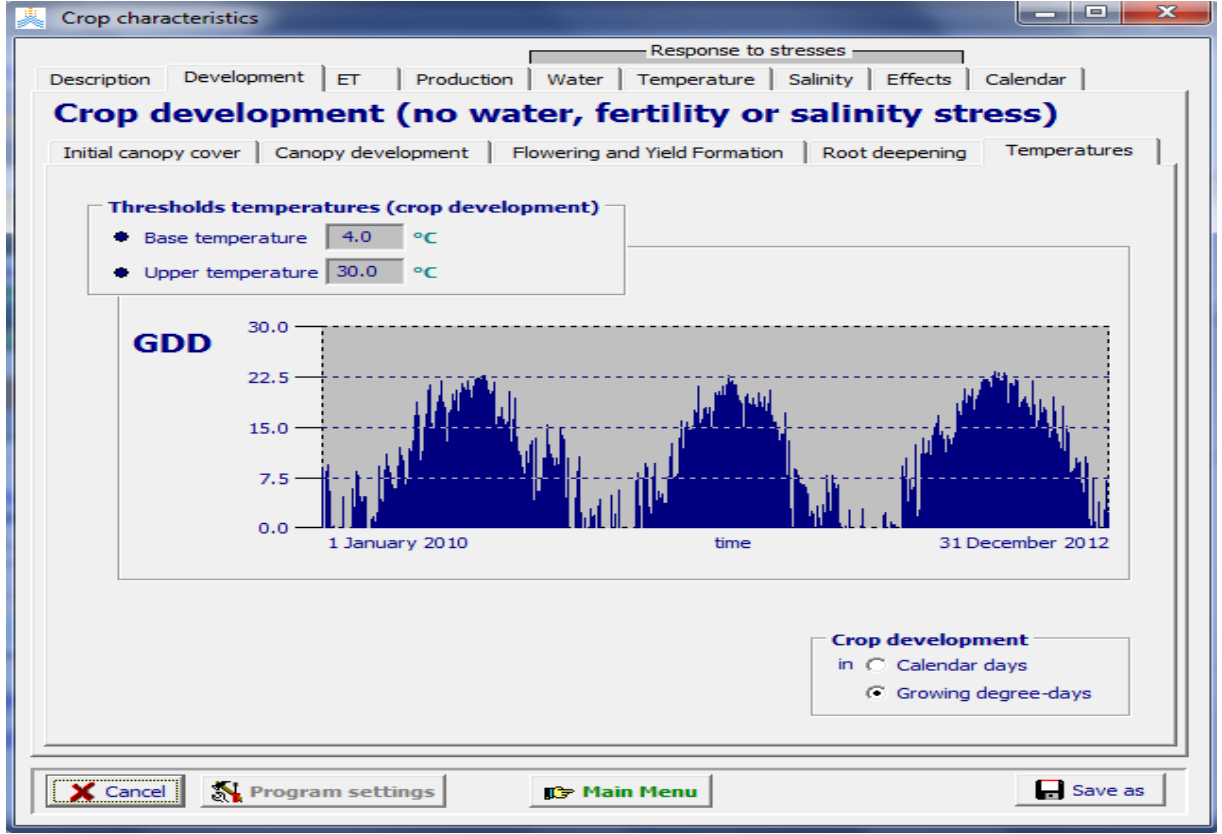 Crop characteristics
Response to stresses
Description Development ET Production Water Temperature Salinity Effects Calendar
Crop development (no water, fertility or salinity stress)
Initial canopy cover Canopy development Flowering and Yield Formation Root deepening Temperatures
Thresholds temperatures (crop development)
Base temperature 4.0 °C
Upper temperature 30.0 °C
GDD
30.0
22.5
15.0
7.5
0.0
1 January 2010 time 31 December 2012
Crop development
in Calendar days
Growing degree-days
Cancel Program settings Main Menu Save as